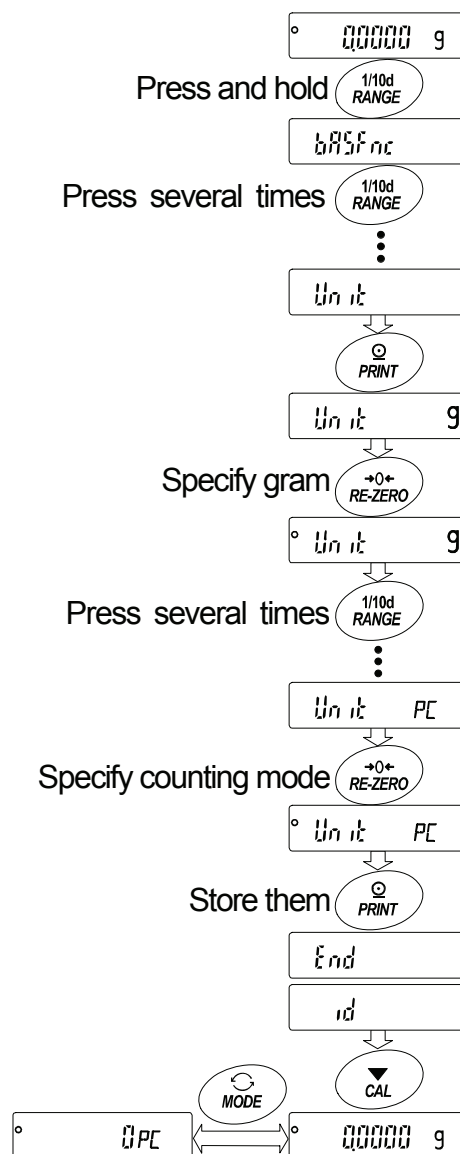 0.0000 g
Press and hold 1/10d RANGE
bASFnc
Press several times 1/10d RANGE
Unit
PRINT
Unit g
Specify gram →0← RE-ZERO
Unit g
Press several times 1/10d RANGE
Unit PC
Specify counting mode →0← RE-ZERO
Unit PC
Store them PRINT
End
id
MODE
CAL
0 PC
0.0000 g